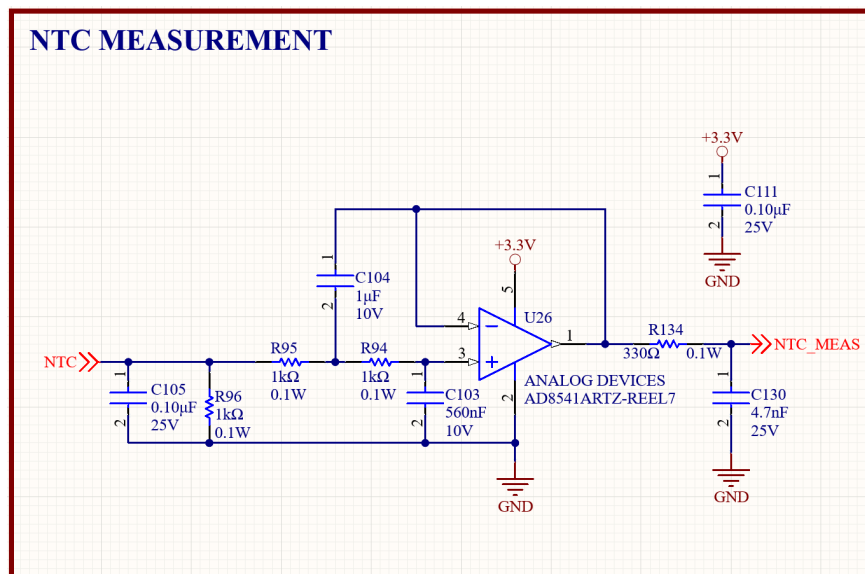 NTC MEASUREMENT
+3.3V
1
C111
0.10µF
25V
2
GND
+3.3V
5
1
C104
1µF
10V
2
4
U26
1
3
2
ANALOG DEVICES
AD8541ARTZ-REEL7
R134
330Ω
0.1W
NTC_MEAS
NTC
R95
1kΩ
0.1W
R94
1kΩ
0.1W
1
C105
0.10µF
25V
2
R96
1kΩ
0.1W
1
C103
560nF
10V
2
1
C130
4.7nF
25V
2
GND
GND